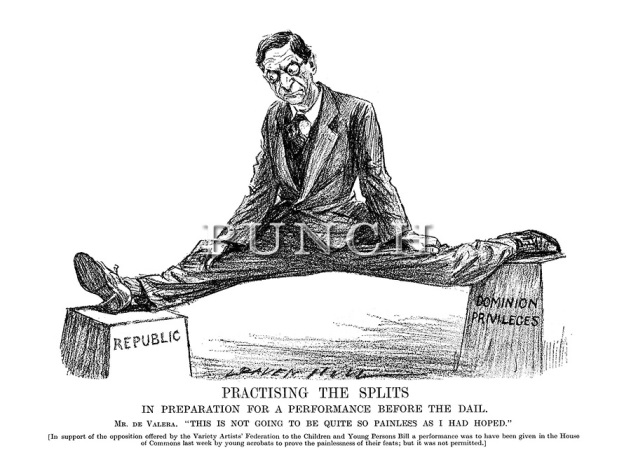 PUNCH
REPUBLIC
DOMINION
PRIVILEGES
RAVEN HILL
PRACTISING THE SPLITS
IN PREPARATION FOR A PERFORMANCE BEFORE THE DAIL.
MR. DE VALERA. "THIS IS NOT GOING TO BE QUITE SO PAINLESS AS I HAD HOPED."
[In support of the opposition offered by the Variety Artists' Federation to the Children and Young Persons Bill a performance was to have been given in the House
of Commons last week by young acrobats to prove the painlessness of their feats; but it was not permitted.]